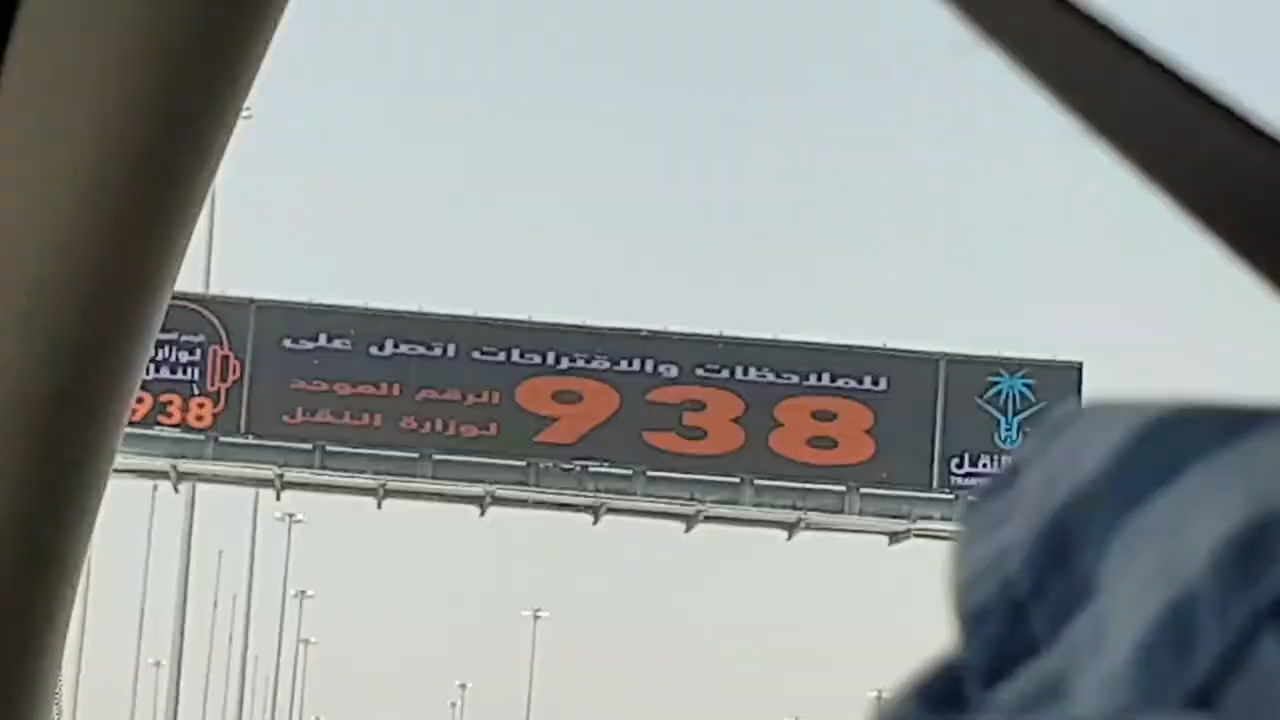 للملاحظات والاقتراحات اتصل على
938
الرقم الموحد
لوزارة النقل
النقل
لوزارة
النقل
938